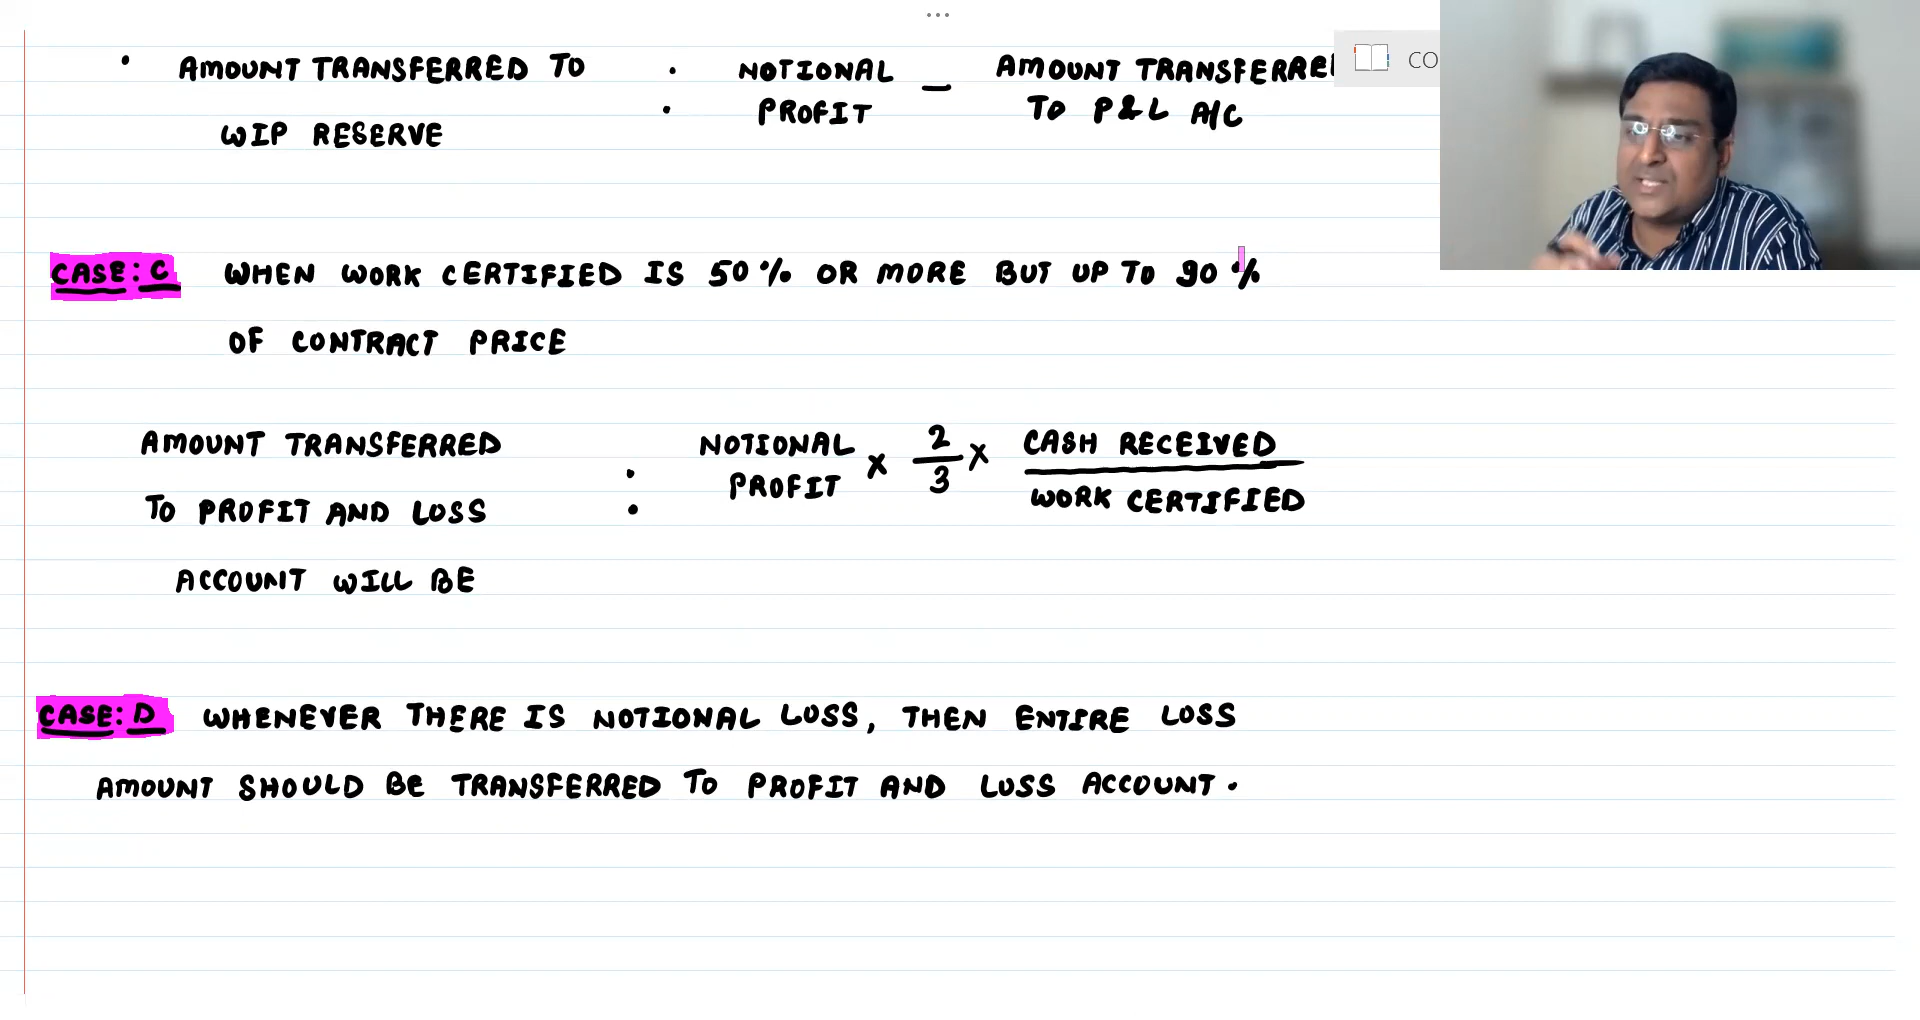 • AMOUNT TRANSFERRED TO : NOTIONAL – AMOUNT TRANSFERRE
PROFIT TO P&L A/C
WIP RESERVE
CO
CASE: C WHEN WORK CERTIFIED IS 50% OR MORE BUT UP TO 90%
OF CONTRACT PRICE
AMOUNT TRANSFERRED : NOTIONAL PROFIT × 2/3 × CASH RECEIVED / WORK CERTIFIED
TO PROFIT AND LOSS
ACCOUNT WILL BE
CASE: D WHENEVER THERE IS NOTIONAL LOSS, THEN ENTIRE LOSS
AMOUNT SHOULD BE TRANSFERRED TO PROFIT AND LOSS ACCOUNT.